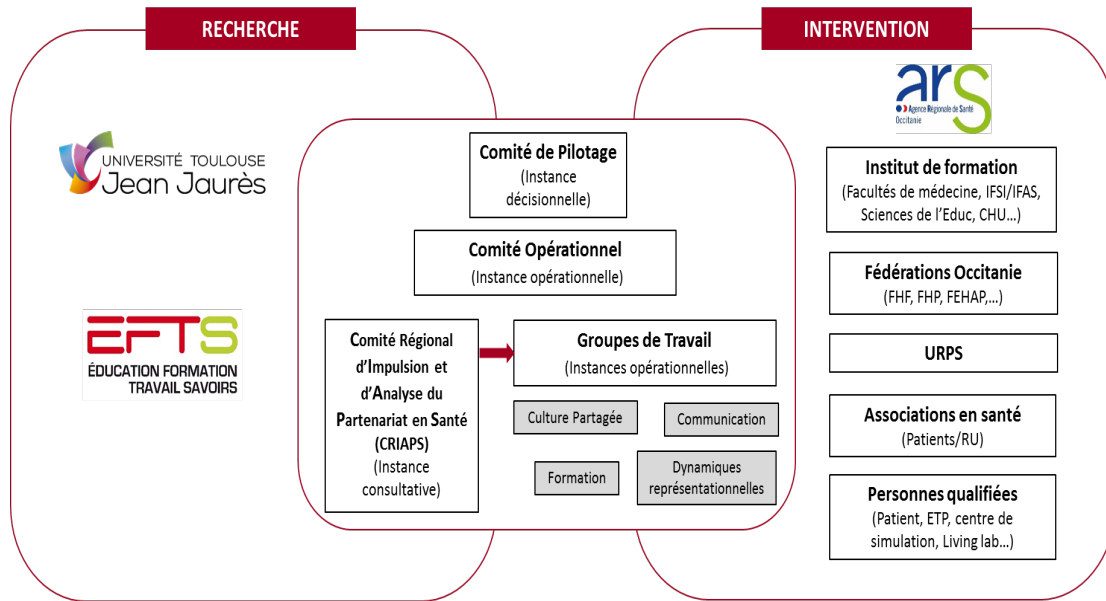 RECHERCHE
UNIVERSITÉ TOULOUSE
Jean Jaurès
EFTS
ÉDUCATION FORMATION
TRAVAIL SAVOIRS
Comité de Pilotage
(Instance
décisionnelle)
Comité Opérationnel
(Instance opérationnelle)
Comité Régional
d'Impulsion et
d'Analyse du
Partenariat en Santé
(CRIAPS)
(Instance
consultative)
Groupes de Travail
(Instances opérationnelles)
Culture Partagée
Communication
Formation
Dynamiques
représentationnelles
INTERVENTION
ars
Agence Régionale de Santé
Occitanie
Institut de formation
(Facultés de médecine, IFSI/IFAS,
Sciences de l'Educ, CHU…)
Fédérations Occitanie
(FHF, FHP, FEHAP,…)
URPS
Associations en santé
(Patients/RU)
Personnes qualifiées
(Patient, ETP, centre de
simulation, Living lab…)